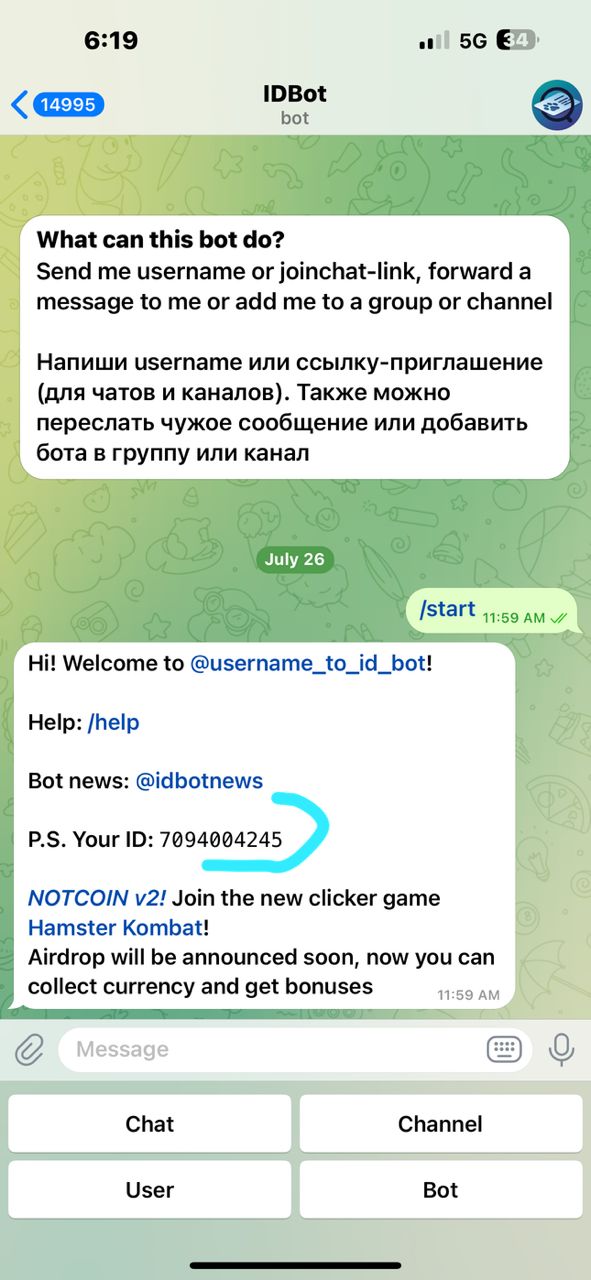 6:19
5G
34
14995
IDBot
bot
What can this bot do?
Send me username or joinchat-link, forward a
message to me or add me to a group or channel
Напиши username или ссылку-приглашение
(для чатов и каналов). Также можно
переслать чужое сообщение или добавить
бота в группу или канал
July 26
/start 11:59 AM
Hi! Welcome to @username_to_id_bot!
Help: /help
Bot news: @idbotnews
P.S. Your ID: 7094004245
NOTCOIN v2! Join the new clicker game
Hamster Kombat!
Airdrop will be announced soon, now you can
collect currency and get bonuses 11:59 AM
Message
Chat
Channel
User
Bot